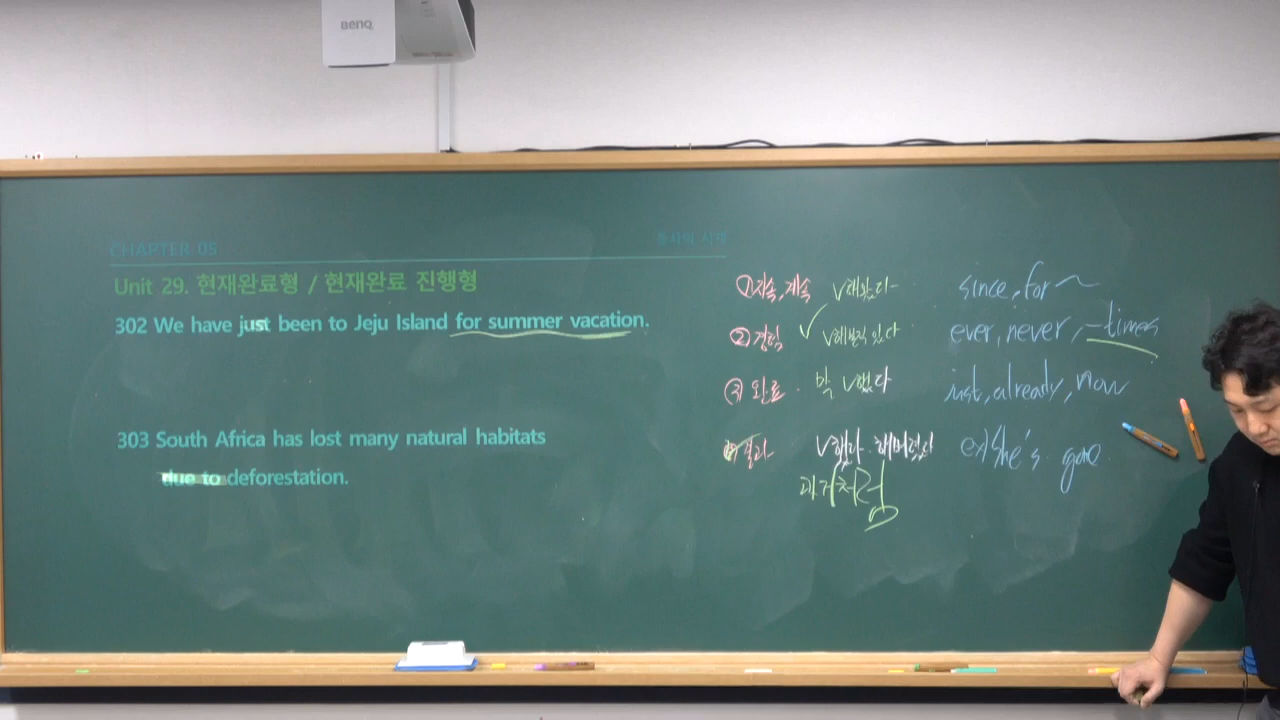 BenQ
CHAPTER 05 동사의 시제
Unit 29. 현재완료형 / 현재완료 진행형
302 We have just been to Jeju Island for summer vacation.
303 South Africa has lost many natural habitats
due to deforestation.
①지속,계속 V해왔다 since, for ~
②경험 V해본적 있다 ever, never, ~times
③완료 막 V했다 just, already, now
④결과 V했다 해버렸다 ex) She's gone
과거처럼